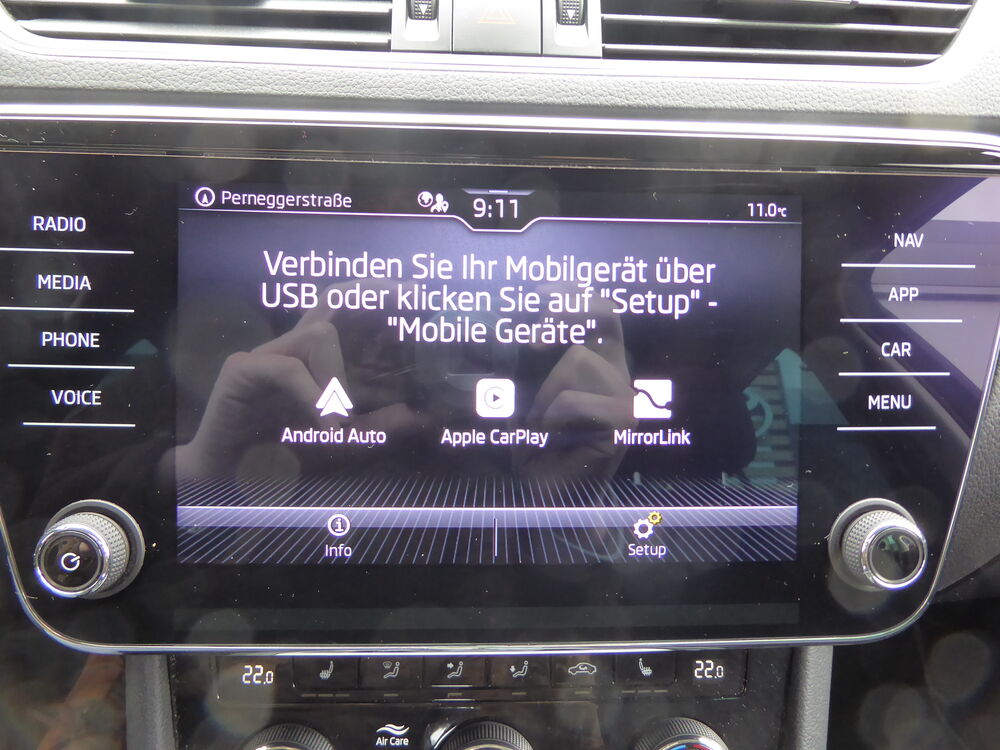 Perneggerstraße
9:11
11.0°C
RADIO
MEDIA
PHONE
VOICE
Verbinden Sie Ihr Mobilgerät über
USB oder klicken Sie auf "Setup" -
"Mobile Geräte".
Android Auto
Apple CarPlay
MirrorLink
Info
Setup
NAV
APP
CAR
MENU
22.0
22.0
Air Care